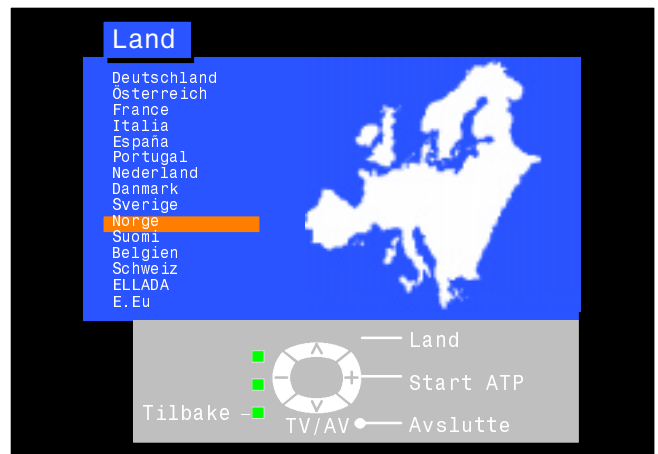 Land
Deutschland
Österreich
France
Italia
España
Portugal
Nederland
Danmark
Sverige
Norge
Suomi
Belgien
Schweiz
ELLADA
E.Eu
Land
Start ATP
Tilbake
TV/AV
Avslutte